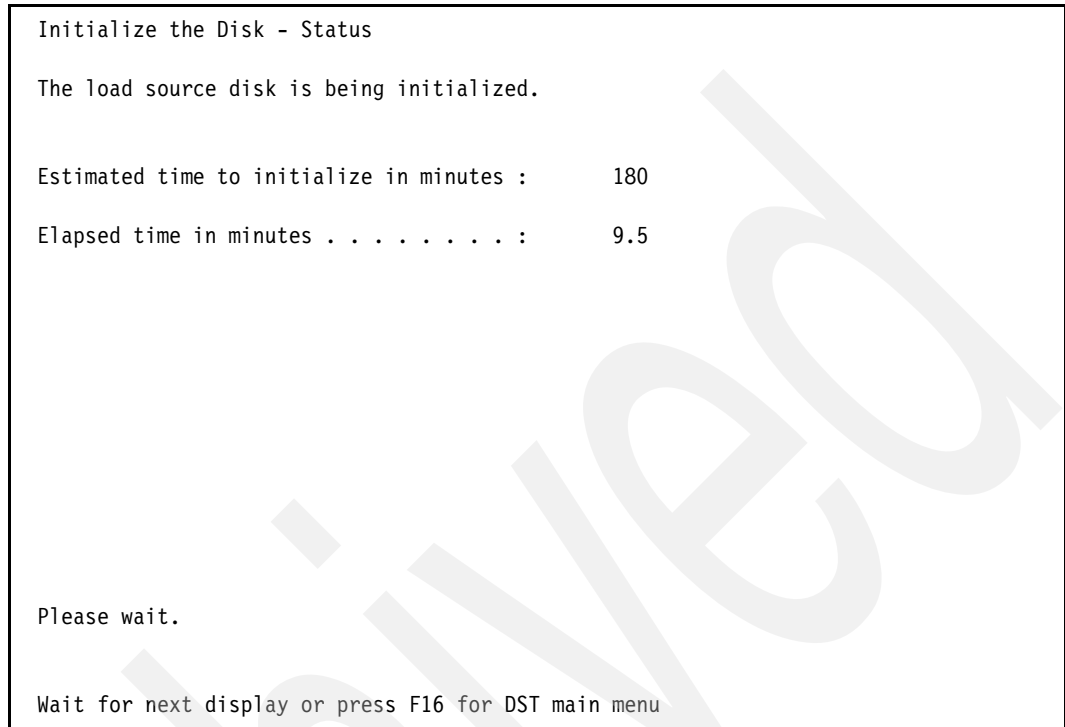 Initialize the Disk - Status
The load source disk is being initialized.
Estimated time to initialize in minutes : 180
Elapsed time in minutes . . . . . . . . : 9.5
Please wait.
Wait for next display or press F16 for DST main menu